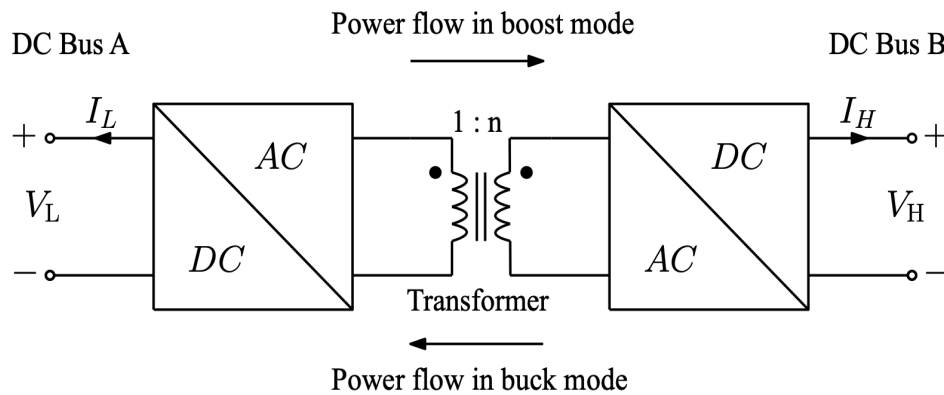 Power flow in boost mode
DC Bus A
DC Bus B
I_L
1 : n
I_H
+
AC
DC
+
V_L
V_H
DC
AC
−
−
Transformer
Power flow in buck mode